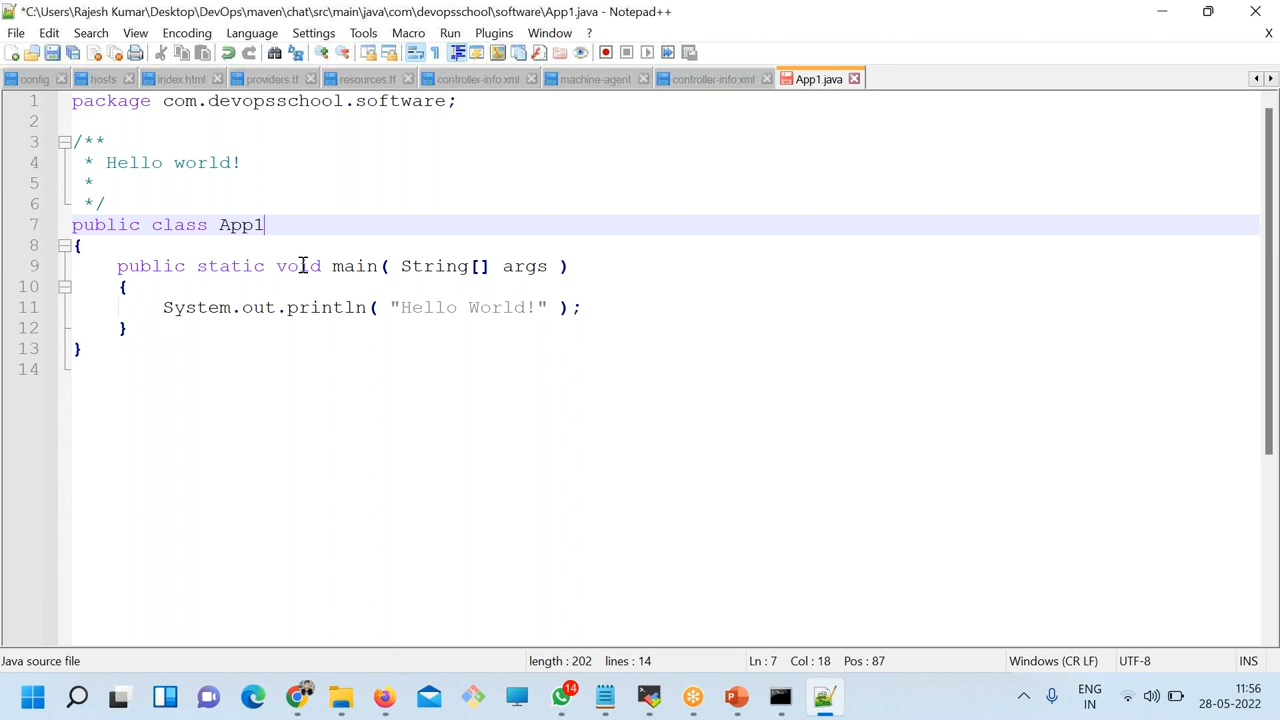 *C:\Users\Rajesh Kumar\Desktop\DevOps\maven\chat\src\main\java\com\devopsschool\software\App1.java - Notepad++
File Edit Search View Encoding Language Settings Tools Macro Run Plugins Window ? X
config hosts index.html providers.tf resources.tf controller-info.xml machine-agent controller-info.xml App1.java
1 package com.devopsschool.software;
2
3 /**
4 * Hello world!
5 *
6 */
7 public class App1
8 {
9 public static void main( String[] args )
10 {
11 System.out.println( "Hello World!" );
12 }
13 }
14
Java source file length : 202 lines : 14 Ln : 7 Col : 18 Pos : 87 Windows (CR LF) UTF-8 INS
14 ENG 11:56
IN 28-05-2022